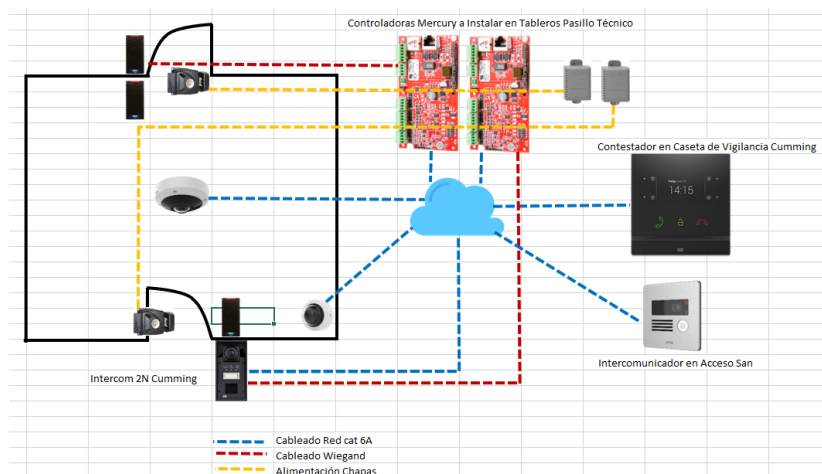 Controladoras Mercury a Instalar en Tableros Pasillo Técnico
Contestador en Caseta de Vigilancia Cumming
14:15
Intercomunicador en Acceso San
Intercom 2N Cumming
Cableado Red cat 6A
Cableado Wiegand
Alimentación Chapas